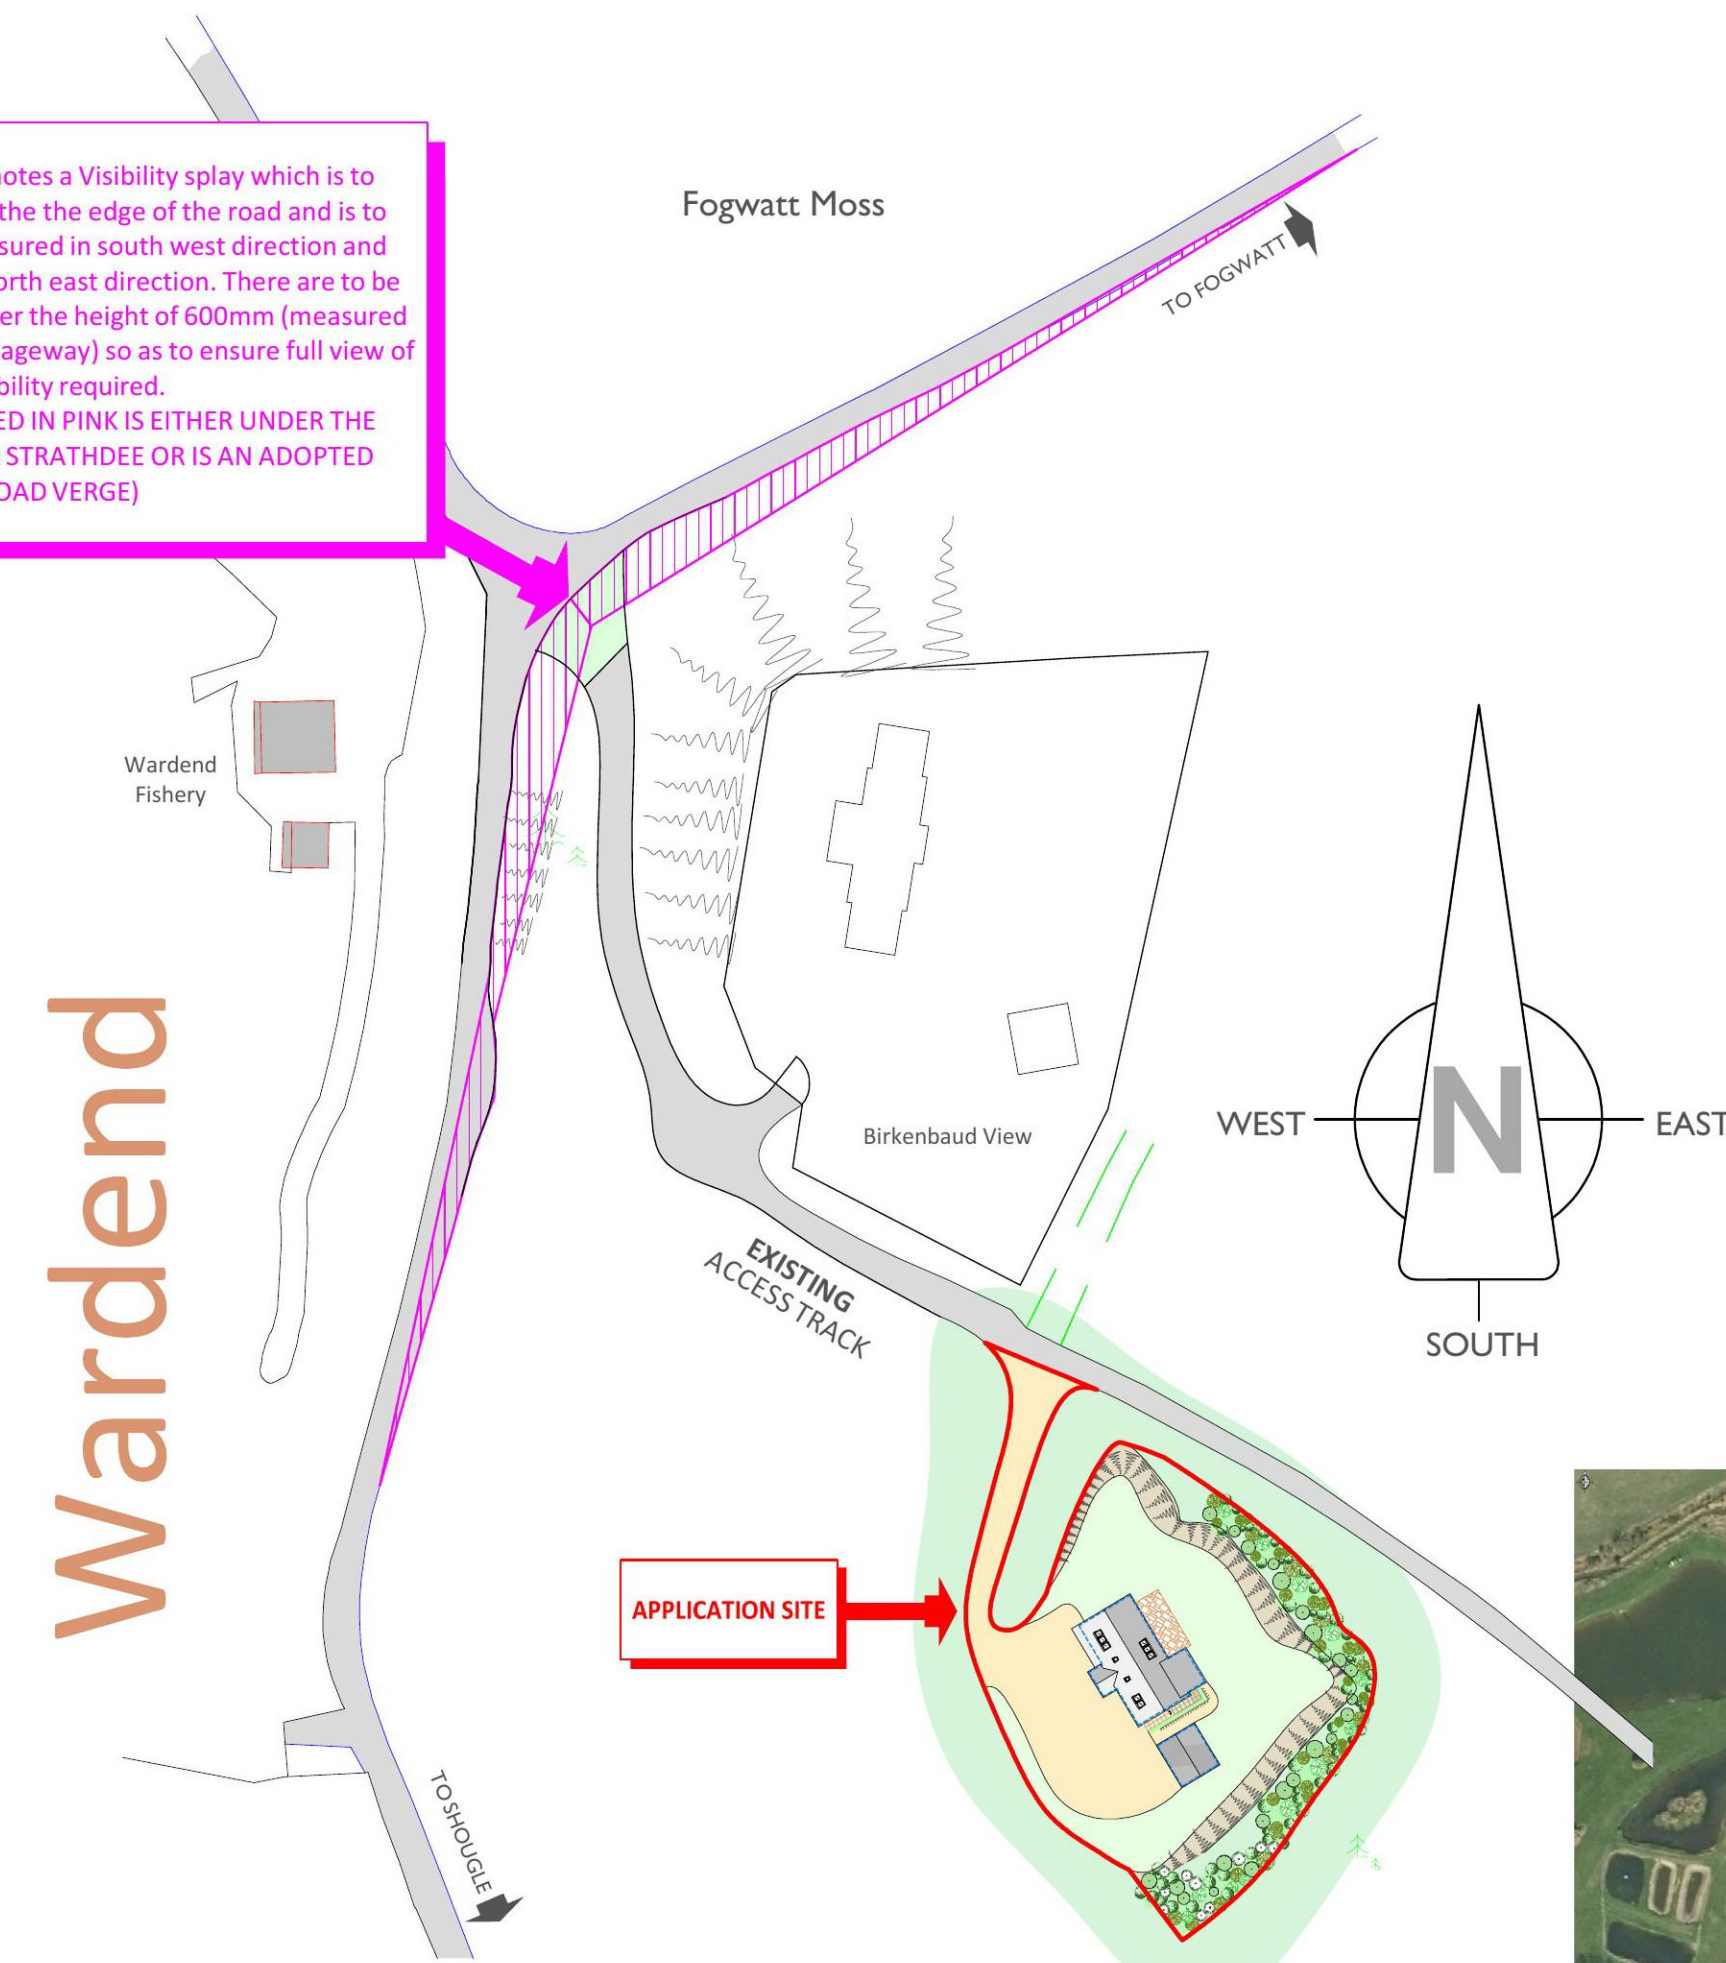 otes a Visibility splay which is to
the the edge of the road and is to
sured in south west direction and
orth east direction. There are to be
er the height of 600mm (measured
ageway) so as to ensure full view of
bility required.
ED IN PINK IS EITHER UNDER THE
STRATHDEE OR IS AN ADOPTED
OAD VERGE)
Fogwatt Moss
TO FOGWATT
Wardend
Fishery
Wardend
Birkenbaud View
EXISTING
ACCESS TRACK
WEST
N
EAST
SOUTH
APPLICATION SITE
TO SHOUGLE